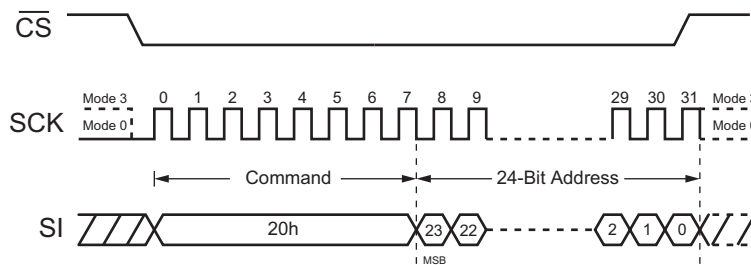 CS
Mode 3 0 1 2 3 4 5 6 7 8 9 29 30 31 Mode 3
SCK Mode 0 Mode 0
Command 24-Bit Address
SI 20h 23 22 2 1 0
MSB